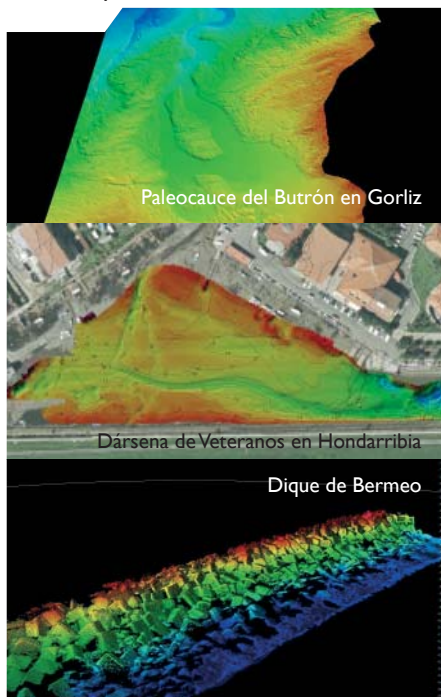 Paleocauce del Butrón en Gorliz
Dársena de Veteranos en Hondarribia
Dique de Bermeo